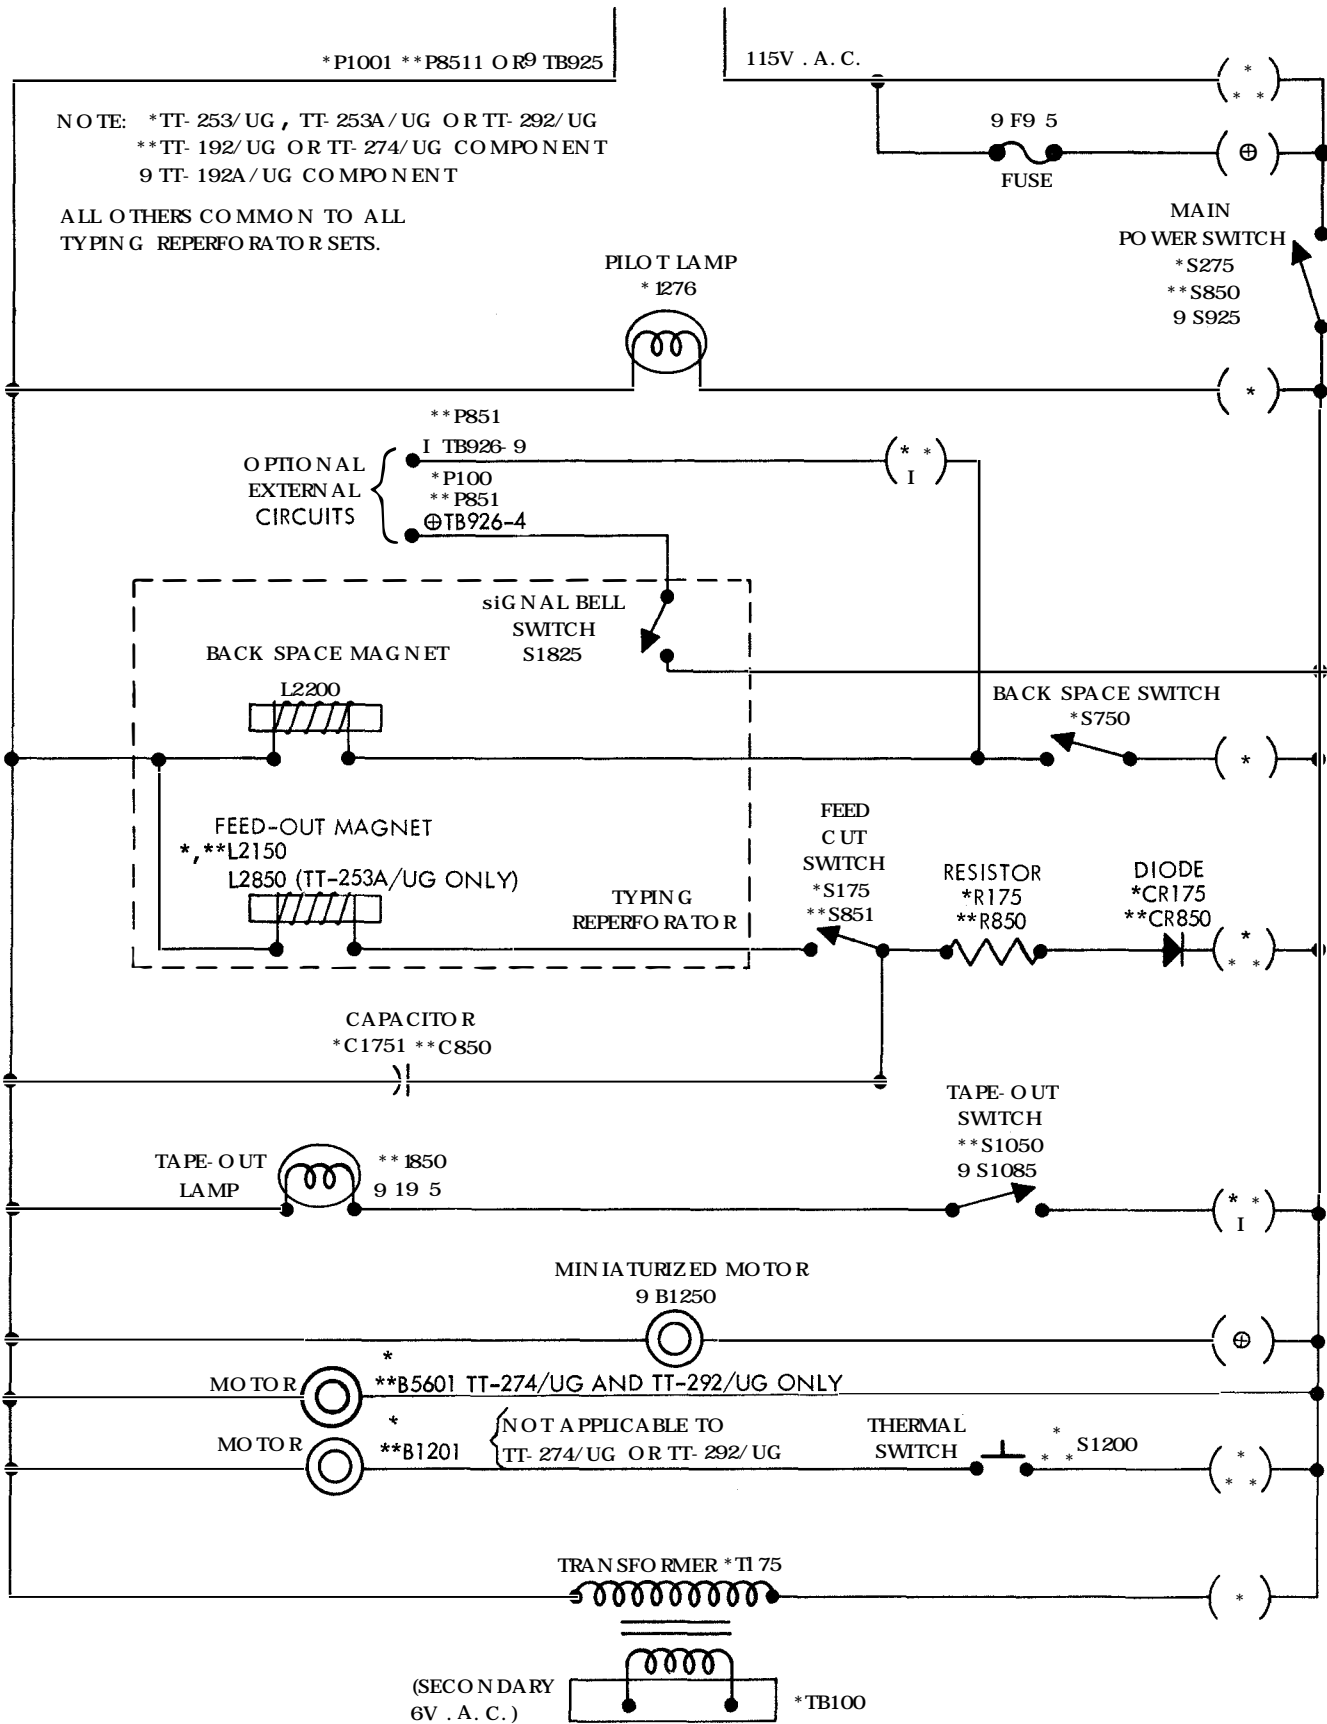 *P1001 **P8511 OR9 TB925
115V . A. C.
NOTE: *TT-253/UG, TT-253A/UG OR TT-292/UG
**TT-192/UG OR TT-274/UG COMPONENT
9 TT-192A/UG COMPONENT
ALL OTHERS COMMON TO ALL
TYPING REPERFORATOR SETS.
* * *
9 F9 5
⊕
FUSE
MAIN
POWER SWITCH
*S275
**S850
9 S925
PILOT LAMP
*1276
*
**P851
I TB926-9
* * I
OPTIONAL
EXTERNAL
CIRCUITS
*P100
**P851
⊕TB926-4
siGNAL BELL
SWITCH
S1825
BACK SPACE MAGNET
L2200
BACK SPACE SWITCH
*S750
*
FEED-OUT MAGNET
*,**L2150
L2850 (TT-253A/UG ONLY)
TYPING
REPERFORATOR
FEED
CUT
SWITCH
*S175
**S851
RESISTOR
*R175
**R850
DIODE
*CR175
**CR850
* * *
CAPACITOR
*C1751 **C850
TAPE-OUT
SWITCH
**S1050
9 S1085
TAPE-OUT
LAMP
**1850
9 19 5
* * I
MINIATURIZED MOTOR
9 B1250
⊕
MOTOR
*
**B5601 TT-274/UG AND TT-292/UG ONLY
MOTOR
*
**B1201
NOT APPLICABLE TO
TT-274/UG OR TT-292/UG
THERMAL
SWITCH
* * * S1200
* * *
TRANSFORMER *T175
*
(SECONDARY
6V . A. C.)
*TB100